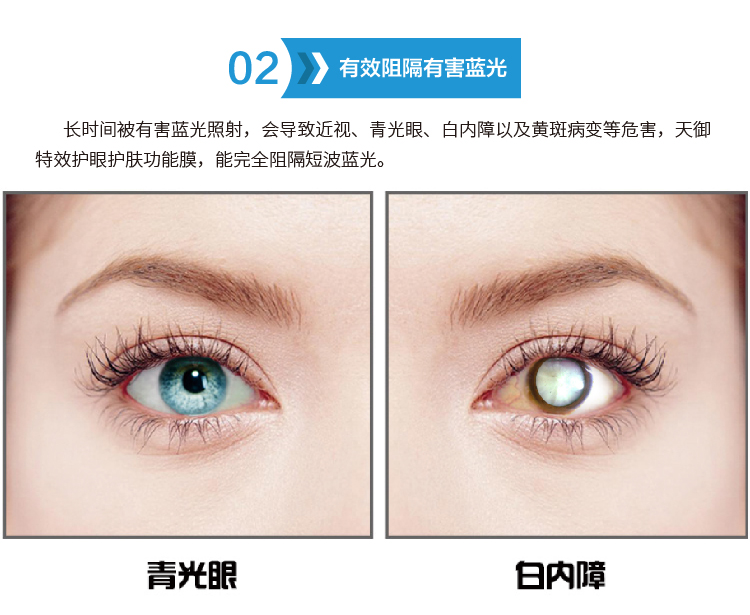 02 有效阻隔有害蓝光
长时间被有害蓝光照射，会导致近视、青光眼、白内障以及黄斑病变等危害，天御
特效护眼护肤功能膜，能完全阻隔短波蓝光。
青光眼
白内障